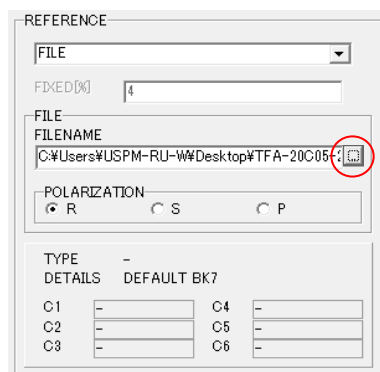 REFERENCE
FILE
FIXED[%] 4
FILE
FILENAME
C:¥Users¥USPM-RU-W¥Desktop¥TFA-20C05-
POLARIZATION
R S P
TYPE -
DETAILS DEFAULT BK7
C1 - C4 -
C2 - C5 -
C3 - C6 -